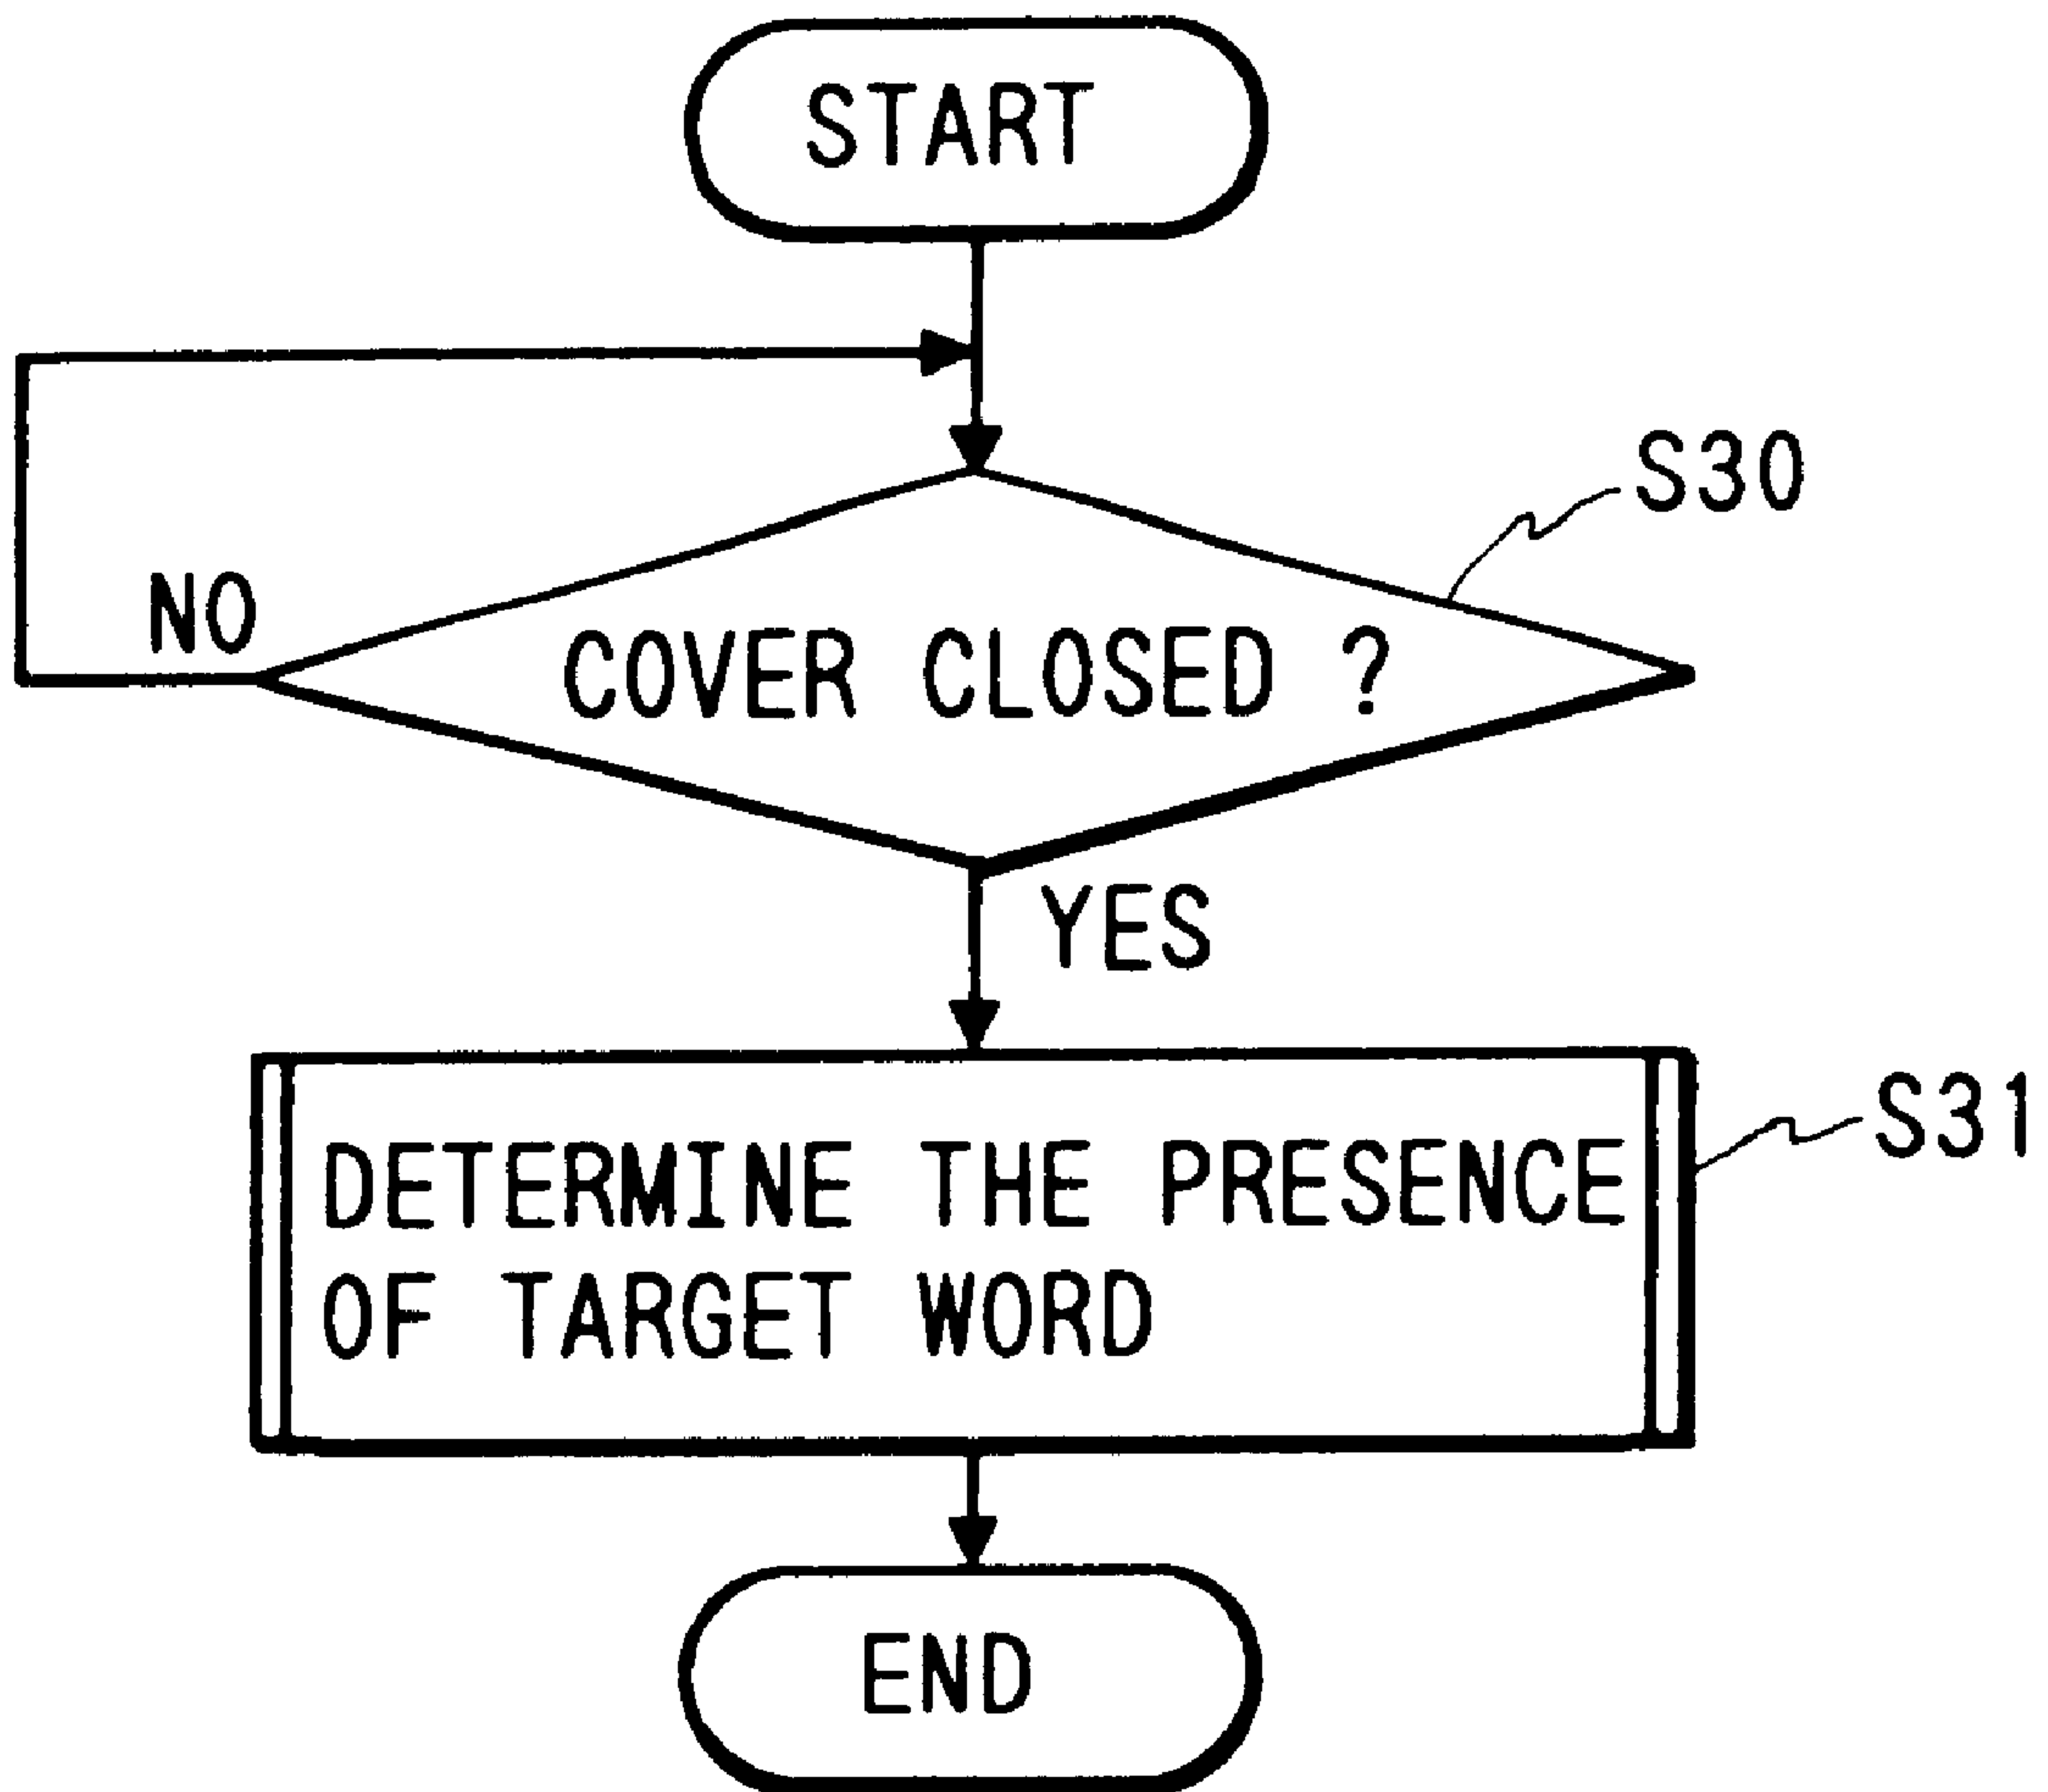 START
S30
NO
COVER CLOSED ?
YES
DETERMINE THE PRESENCE
OF TARGET WORD
S31
END